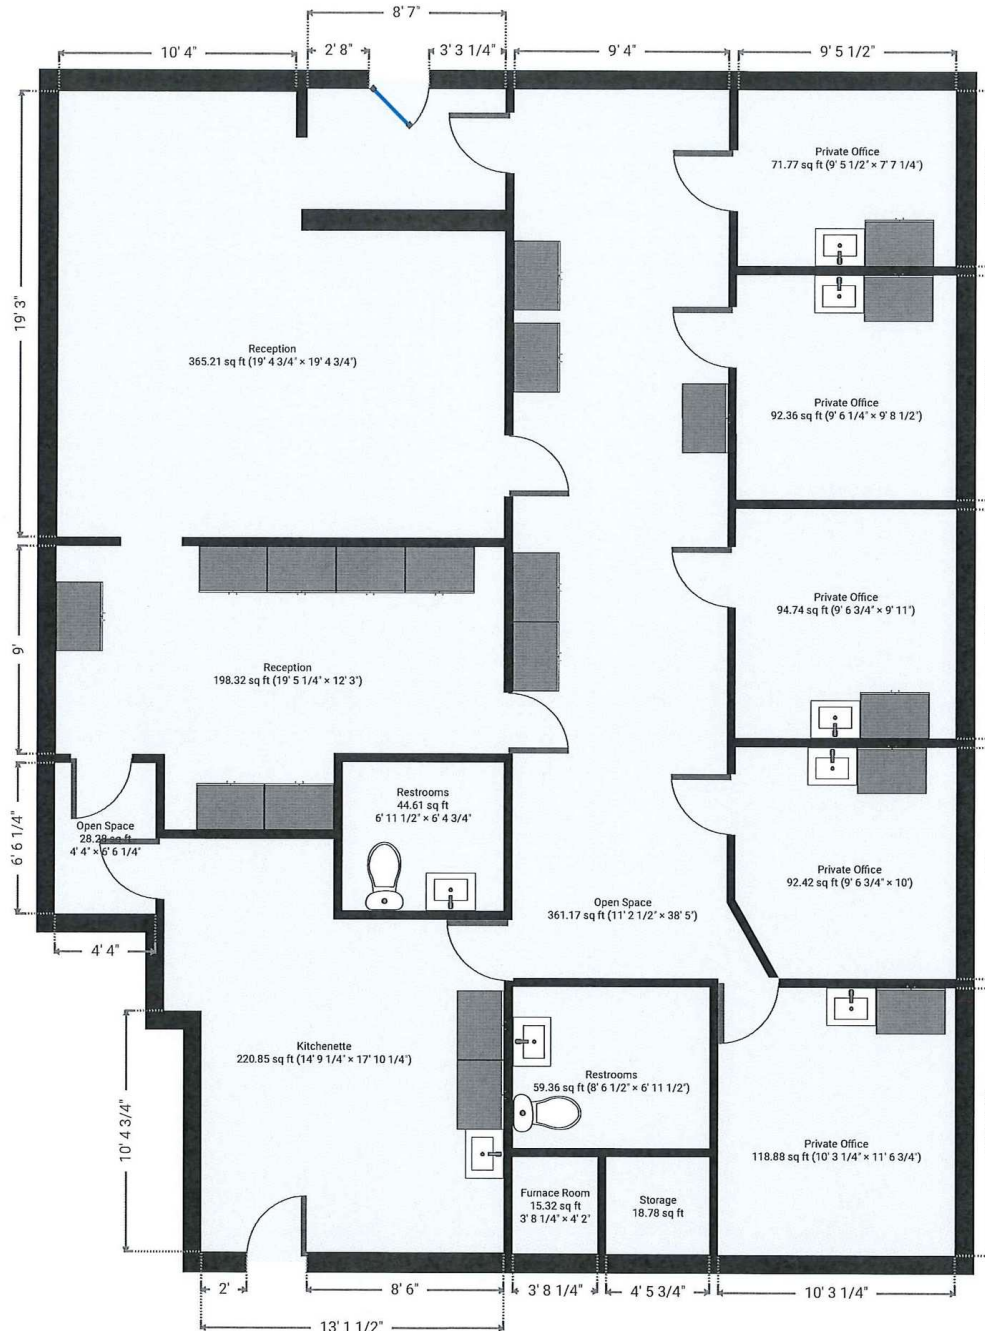 8' 7"
10' 4"
2' 8"
3' 3 1/4"
9' 4"
9' 5 1/2"
Private Office
71.77 sq ft (9' 5 1/2" × 7' 7 1/4")
19' 3"
Reception
365.21 sq ft (19' 4 3/4" × 19' 4 3/4")
Private Office
92.36 sq ft (9' 6 1/4" × 9' 8 1/2")
Private Office
94.74 sq ft (9' 6 3/4" × 9' 11")
9'
Reception
198.32 sq ft (19' 5 1/4" × 12' 3")
Restrooms
44.61 sq ft
6' 11 1/2" × 6' 4 3/4"
6' 6 1/4"
Open Space
28.28 sq ft
4' 4" × 6' 6 1/4"
Private Office
92.42 sq ft (9' 6 3/4" × 10')
Open Space
361.17 sq ft (11' 2 1/2" × 38' 5")
4' 4"
Kitchenette
220.85 sq ft (14' 9 1/4" × 17' 10 1/4")
Restrooms
59.36 sq ft (8' 6 1/2" × 6' 11 1/2")
10' 4 3/4"
Private Office
118.88 sq ft (10' 3 1/4" × 11' 6 3/4")
Furnace Room
15.32 sq ft
3' 8 1/4" × 4' 2"
Storage
18.78 sq ft
2'
8' 6"
3' 8 1/4"
4' 5 3/4"
10' 3 1/4"
13' 1 1/2"